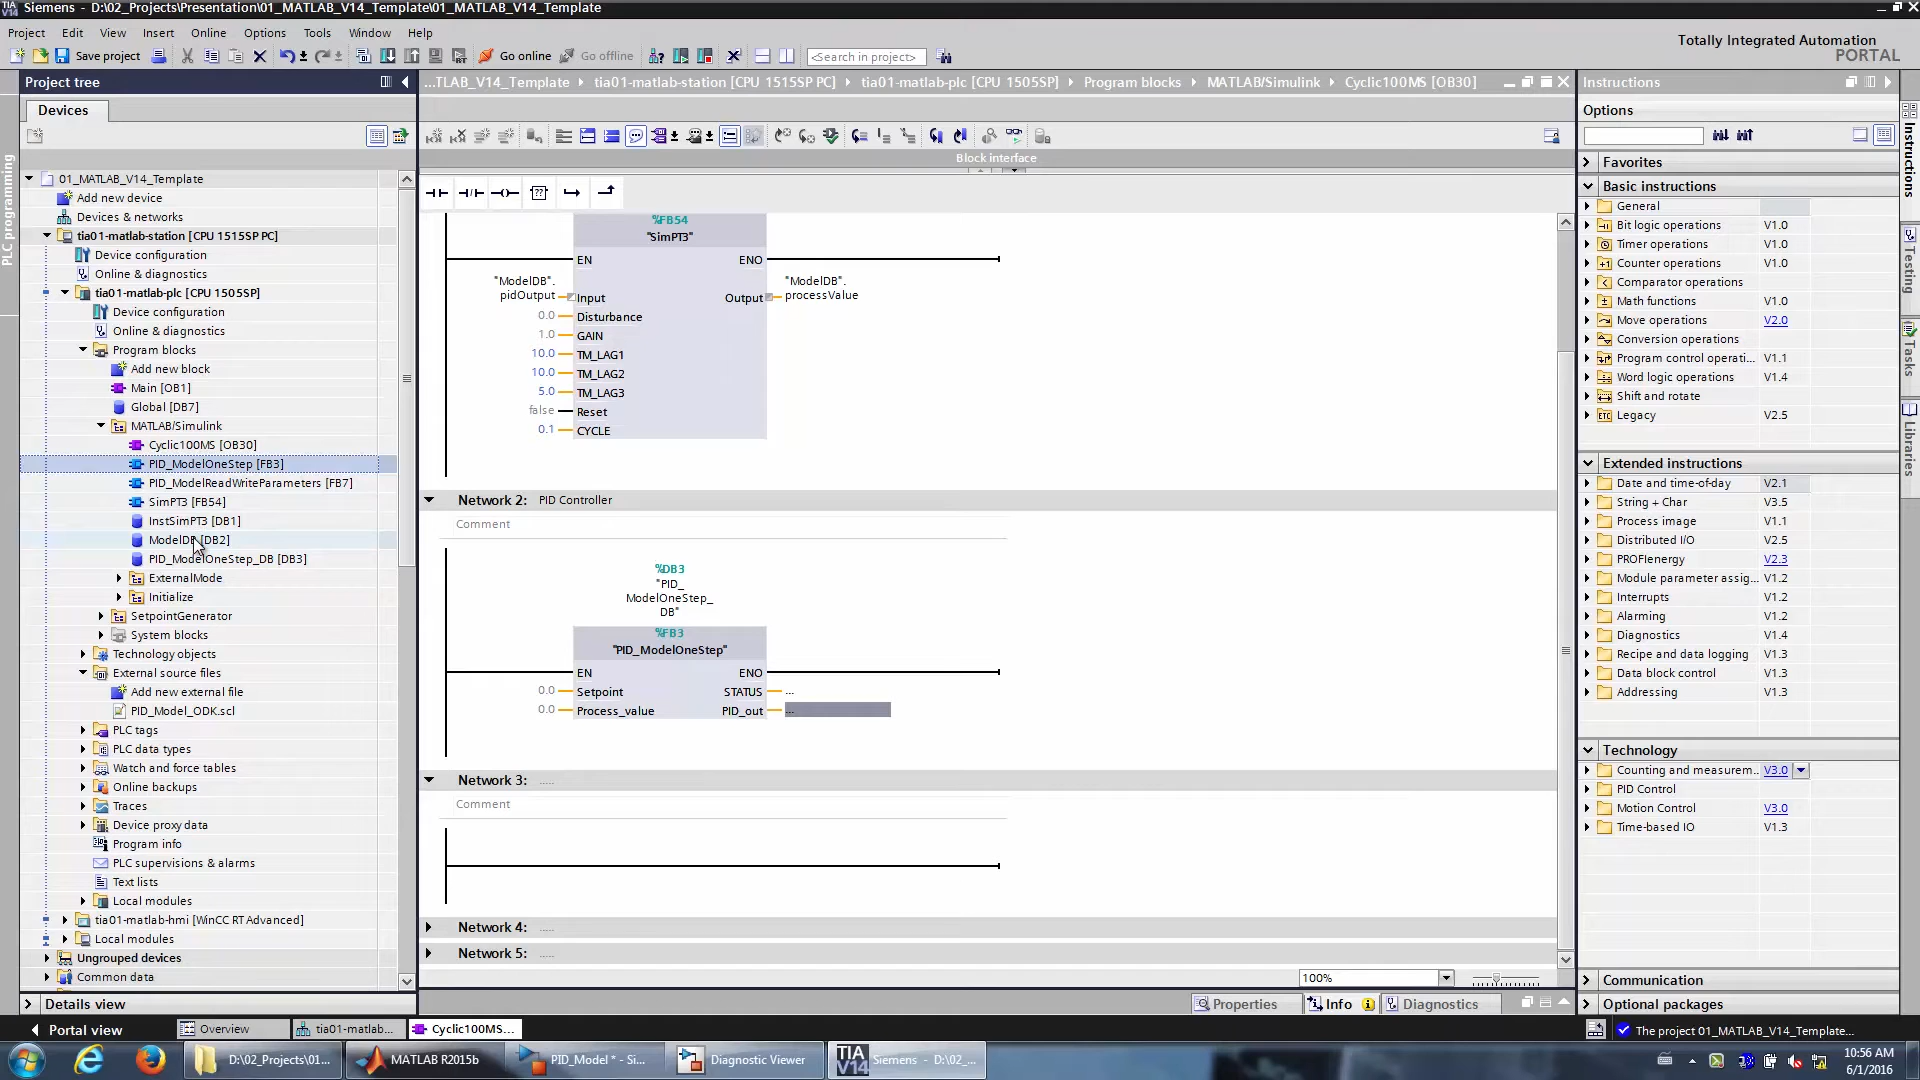 Siemens - D:\02_Projects\Presentation\01_MATLAB_V14_Template\01_MATLAB_V14_Template
Project Edit View Insert Online Options Tools Window Help
Totally Integrated Automation
PORTAL
Save project
Go online
Go offline
<Search in project>
Project tree
Devices
PLC programming
01_MATLAB_V14_Template
Add new device
Devices & networks
tia01-matlab-station [CPU 1515SP PC]
Device configuration
Online & diagnostics
tia01-matlab-plc [CPU 1505SP]
Device configuration
Online & diagnostics
Program blocks
Add new block
Main [OB1]
Global [DB7]
MATLAB/Simulink
Cyclic100MS [OB30]
PID_ModelOneStep [FB3]
PID_ModelReadWriteParameters [FB7]
SimPT3 [FB54]
InstSimPT3 [DB1]
ModelDB [DB2]
PID_ModelOneStep_DB [DB3]
ExternalMode
Initialize
SetpointGenerator
System blocks
Technology objects
External source files
Add new external file
PID_Model_ODK.scl
PLC tags
PLC data types
Watch and force tables
Online backups
Traces
Device proxy data
Program info
PLC supervisions & alarms
Text lists
Local modules
tia01-matlab-hmi [WinCC RT Advanced]
Local modules
Ungrouped devices
Common data
Details view
...TLAB_V14_Template tia01-matlab-station [CPU 1515SP PC] tia01-matlab-plc [CPU 1505SP] Program blocks MATLAB/Simulink Cyclic100MS [OB30]
Block interface
%FB54
"SimPT3"
EN ENO
"ModelDB".
pidOutput Input
Output "ModelDB".
processValue
0.0 Disturbance
1.0 GAIN
10.0 TM_LAG1
10.0 TM_LAG2
5.0 TM_LAG3
false Reset
0.1 CYCLE
Network 2: PID Controller
Comment
%DB3
"PID_
ModelOneStep_
DB"
%FB3
"PID_ModelOneStep"
EN ENO
0.0 Setpoint STATUS ...
0.0 Process_value PID_out ...
Network 3: .....
Comment
Network 4: .....
Network 5: .....
100%
Properties Info Diagnostics
Instructions
Options
Favorites
Basic instructions
General
Bit logic operations V1.0
Timer operations V1.0
Counter operations V1.0
Comparator operations
Math functions V1.0
Move operations V2.0
Conversion operations
Program control operati... V1.1
Word logic operations V1.4
Shift and rotate
Legacy V2.5
Extended instructions
Date and time-of-day V2.1
String + Char V3.5
Process image V1.1
Distributed I/O V2.5
PROFIenergy V2.3
Module parameter assig... V1.2
Interrupts V1.2
Alarming V1.2
Diagnostics V1.4
Recipe and data logging V1.3
Data block control V1.3
Addressing V1.3
Technology
Counting and measurem... V3.0
PID Control
Motion Control V3.0
Time-based IO V1.3
Communication
Optional packages
Instructions
Testing
Tasks
Libraries
Portal view
Overview
tia01-matlab...
Cyclic100MS...
The project 01_MATLAB_V14_Template...
D:\02_Projects\01...
MATLAB R2015b
PID_Model * - Si...
Diagnostic Viewer
TIA
V14
Siemens - D:\02_...
10:56 AM
6/1/2016